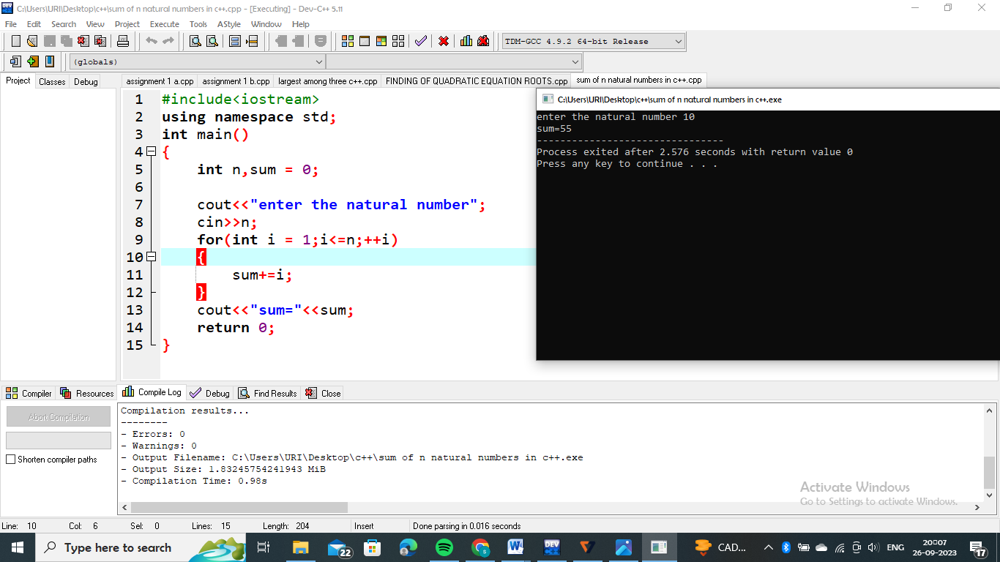 C:\Users\URI\Desktop\c++\sum of n natural numbers in c++.cpp - [Executing] - Dev-C++ 5.11
File Edit Search View Project Execute Tools AStyle Window Help
TDM-GCC 4.9.2 64-bit Release
(globals)
Project Classes Debug
assignment 1 a.cpp assignment 1 b.cpp largest among three c++.cpp FINDING OF QUADRATIC EQUATION ROOTS.cpp sum of n natural numbers in c++.cpp
1 #include<iostream>
2 using namespace std;
3 int main()
4 {
5 int n,sum = 0;
6
7 cout<<"enter the natural number";
8 cin>>n;
9 for(int i = 1;i<=n;++i)
10 {
11 sum+=i;
12 }
13 cout<<"sum="<<sum;
14 return 0;
15 }
C:\Users\URI\Desktop\c++\sum of n natural numbers in c++.exe
enter the natural number 10
sum=55
--------------------------------
Process exited after 2.576 seconds with return value 0
Press any key to continue . . .
Compiler Resources Compile Log Debug Find Results Close
Abort Compilation
Shorten compiler paths
Compilation results...
--------
- Errors: 0
- Warnings: 0
- Output Filename: C:\Users\URI\Desktop\c++\sum of n natural numbers in c++.exe
- Output Size: 1.83245754241943 MiB
- Compilation Time: 0.98s
Activate Windows
Go to Settings to activate Windows.
Line: 10 Col: 6 Sel: 0 Lines: 15 Length: 204 Insert Done parsing in 0.016 seconds
Type here to search
22
CAD...
ENG
20:07
26-09-2023
17